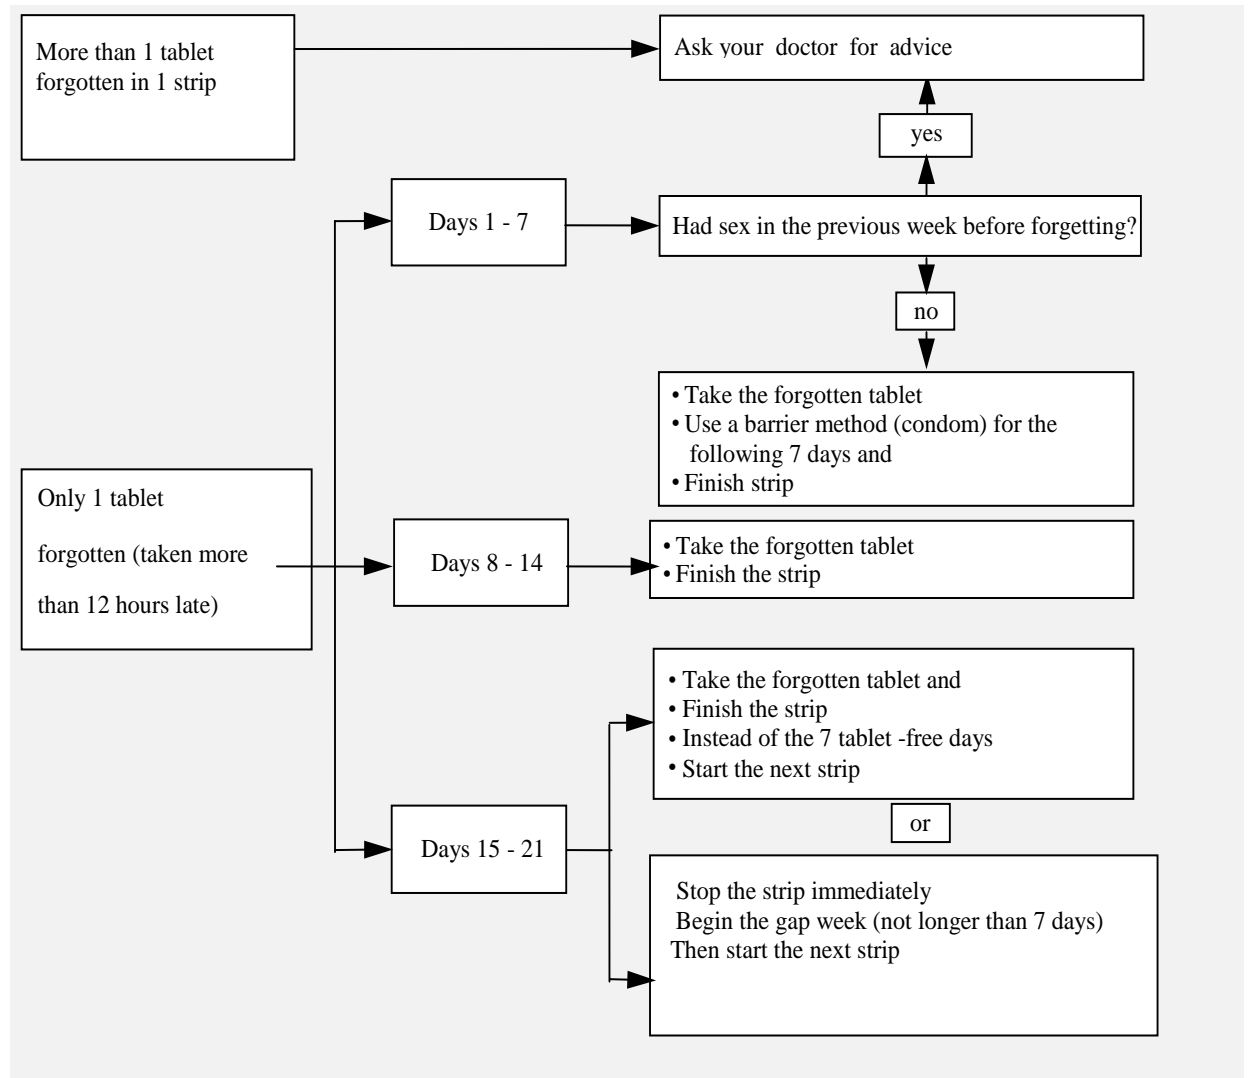 More than 1 tablet
forgotten in 1 strip
Ask your doctor for advice
yes
Days 1 - 7
Had sex in the previous week before forgetting?
no
• Take the forgotten tablet
• Use a barrier method (condom) for the
following 7 days and
• Finish strip
Only 1 tablet
forgotten (taken more
than 12 hours late)
Days 8 - 14
• Take the forgotten tablet
• Finish the strip
• Take the forgotten tablet and
• Finish the strip
• Instead of the 7 tablet -free days
• Start the next strip
or
Days 15 - 21
Stop the strip immediately
Begin the gap week (not longer than 7 days)
Then start the next strip